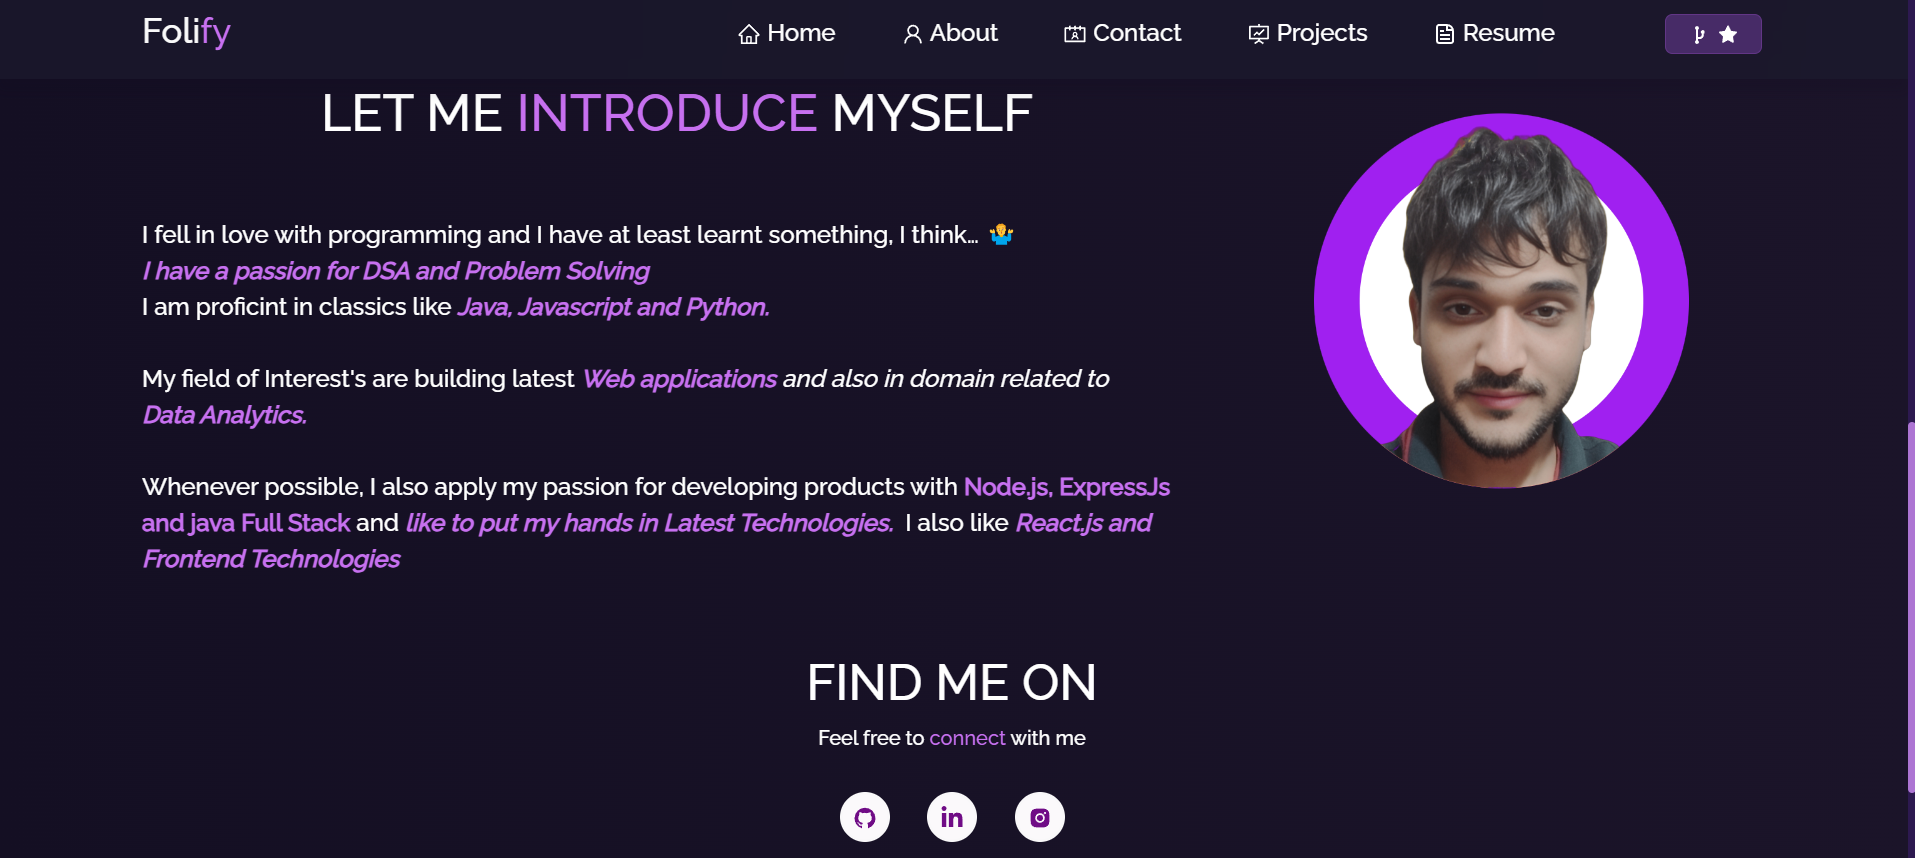 Folify
Home
About
Contact
Projects
Resume
LET ME INTRODUCE MYSELF
I fell in love with programming and I have at least learnt something, I think… 🤷‍♂️
I have a passion for DSA and Problem Solving
I am proficint in classics like Java, Javascript and Python.
My field of Interest's are building latest Web applications and also in domain related to
Data Analytics.
Whenever possible, I also apply my passion for developing products with Node.js, ExpressJs
and java Full Stack and like to put my hands in Latest Technologies. I also like React.js and
Frontend Technologies
FIND ME ON
Feel free to connect with me
in